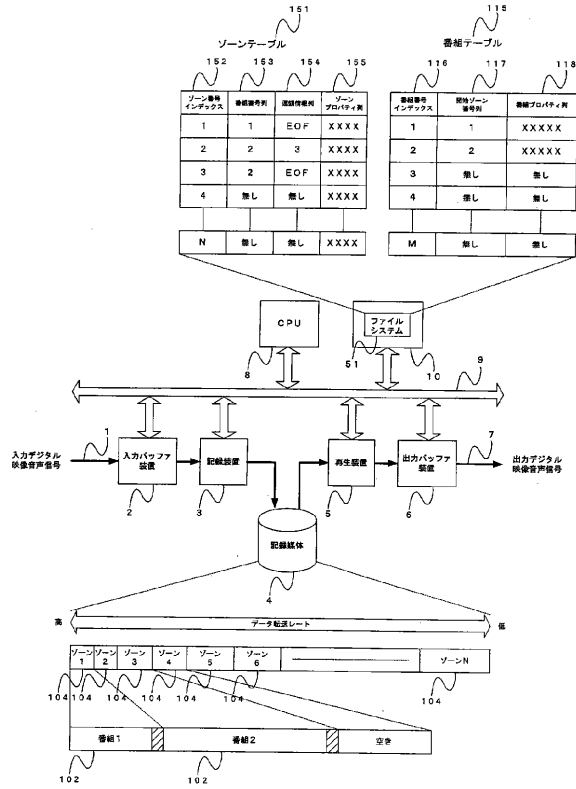 151
ゾーンテーブル
115
番組テーブル
152 153 154 155
116 117 118
ゾーン番号
インデックス
番組番号列
連鎖情報列
ゾーン
プロパティ列
1 1 EOF XXXX
2 2 3 XXXX
3 2 EOF XXXX
4 無し 無し XXXX
N 無し 無し XXXX
番組番号
インデックス
開始ゾーン
番号列
番組プロパティ列
1 1 XXXXX
2 2 XXXXX
3 無し 無し
4 無し 無し
M 無し 無し
CPU
8
ファイル
システム
51
10
9
1
入力デジタル
映像音声信号
入力バッファ
装置
2
記録装置
3
再生装置
5
出力バッファ
装置
6
7
出力デジタル
映像音声信号
記録媒体
4
高
データ転送レート
低
ゾーン
1
ゾーン
2
ゾーン
3
ゾーン
4
ゾーン
5
ゾーン
6
ゾーンN
104 104 104 104 104 104 104
番組1
番組2
空き
102
102